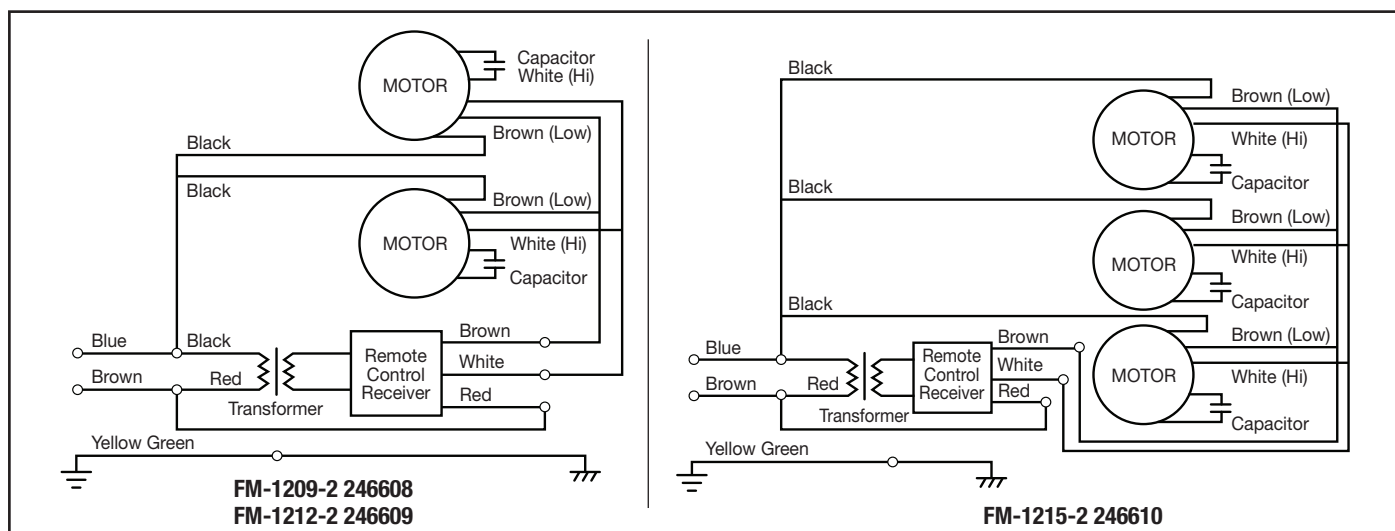 MOTOR
Capacitor
White (Hi)
Brown (Low)
Black
Black
MOTOR
Brown (Low)
White (Hi)
Capacitor
Blue
Black
Brown
Red
Transformer
Remote
Control
Receiver
Brown
White
Red
Yellow Green
FM-1209-2 246608
FM-1212-2 246609
Black
MOTOR
Brown (Low)
White (Hi)
Capacitor
Black
MOTOR
Brown (Low)
White (Hi)
Capacitor
Black
MOTOR
Brown (Low)
White (Hi)
Capacitor
Blue
Brown
Red
Transformer
Remote
Control
Receiver
Brown
White
Red
Yellow Green
FM-1215-2 246610